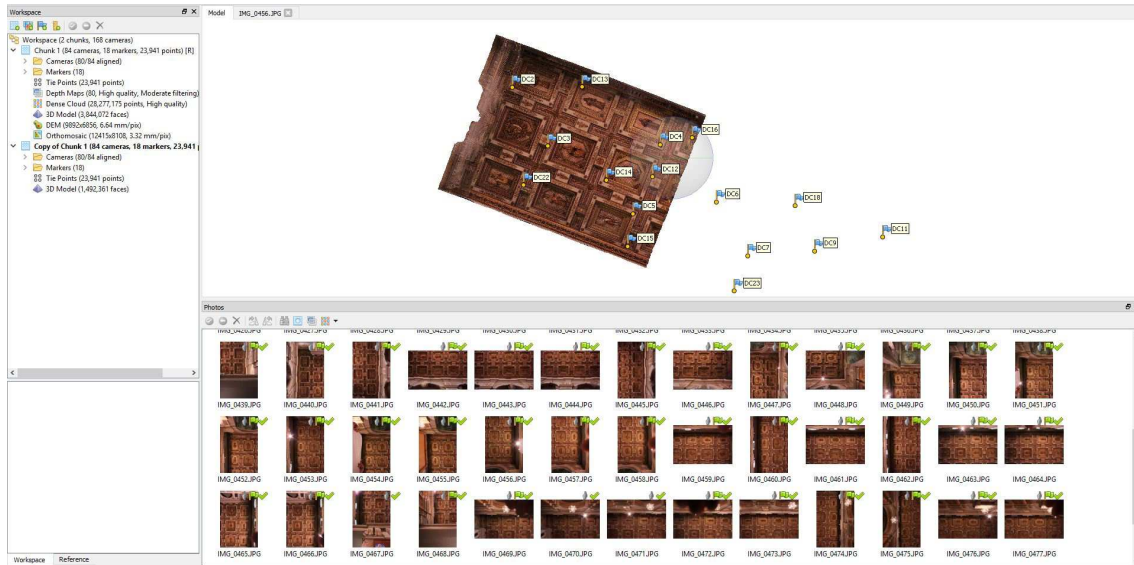 Workspace
Model IMG_0456.JPG
Workspace (2 chunks, 168 cameras)
Chunk 1 (84 cameras, 18 markers, 23,941 points) [R]
Cameras (80/84 aligned)
Markers (18)
Tie Points (23,941 points)
Depth Maps (80, High quality, Moderate filtering)
Dense Cloud (28,277,175 points, High quality)
3D Model (3,844,072 faces)
DEM (9892x6856, 6.64 mm/pix)
Orthomosaic (12415x8108, 3.32 mm/pix)
Copy of Chunk 1 (84 cameras, 18 markers, 23,941
Cameras (80/84 aligned)
Markers (18)
Tie Points (23,941 points)
3D Model (1,492,361 faces)
DC2 DC13
DC16
DC4
DC3
DC12
DC14
DC22
DC6
DC18
DC5
DC11
DC15
DC9
DC7
DC23
Photos
IMG_0439.JPG IMG_0440.JPG IMG_0441.JPG IMG_0442.JPG IMG_0443.JPG IMG_0444.JPG IMG_0445.JPG IMG_0446.JPG IMG_0447.JPG IMG_0448.JPG IMG_0449.JPG IMG_0450.JPG IMG_0451.JPG
IMG_0452.JPG IMG_0453.JPG IMG_0454.JPG IMG_0455.JPG IMG_0456.JPG IMG_0457.JPG IMG_0458.JPG IMG_0459.JPG IMG_0460.JPG IMG_0461.JPG IMG_0462.JPG IMG_0463.JPG IMG_0464.JPG
IMG_0465.JPG IMG_0466.JPG IMG_0467.JPG IMG_0468.JPG IMG_0469.JPG IMG_0470.JPG IMG_0471.JPG IMG_0472.JPG IMG_0473.JPG IMG_0474.JPG IMG_0475.JPG IMG_0476.JPG IMG_0477.JPG
Workspace Reference